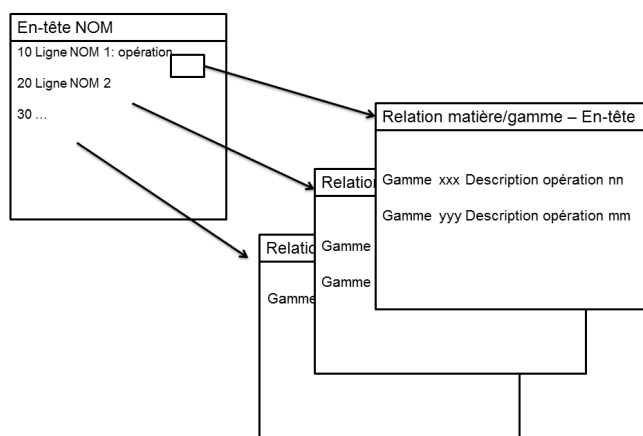 En-tête NOM
10 Ligne NOM 1: opération
20 Ligne NOM 2
30 ...
Relation matière/gamme – En-tête
Gamme xxx Description opération nn
Gamme yyy Description opération mm
Relation
Gamme
Gamme
Relatio
Gamme